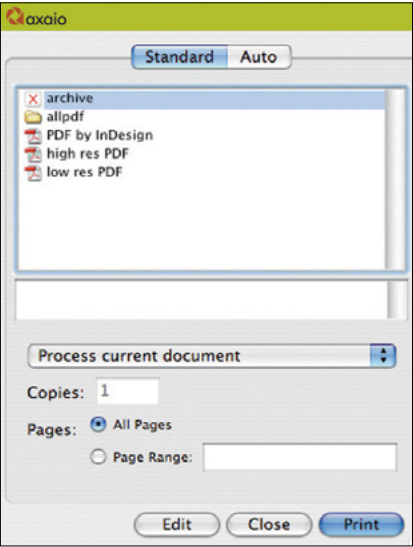 axaio
Standard Auto
archive
allpdf
PDF by InDesign
high res PDF
low res PDF
Process current document
Copies: 1
Pages: All Pages
Page Range:
Edit Close Print